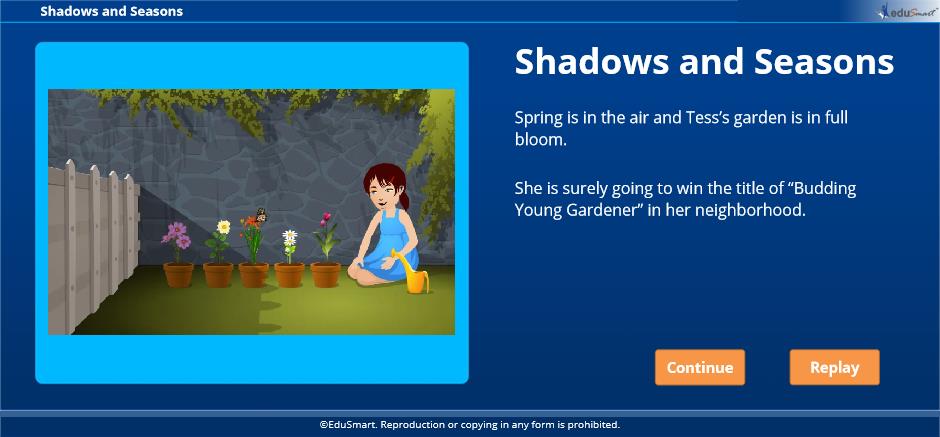 Shadows and Seasons
eduSmart
Shadows and Seasons
Spring is in the air and Tess’s garden is in full
bloom.
She is surely going to win the title of “Budding
Young Gardener” in her neighborhood.
Continue
Replay
©EduSmart. Reproduction or copying in any form is prohibited.